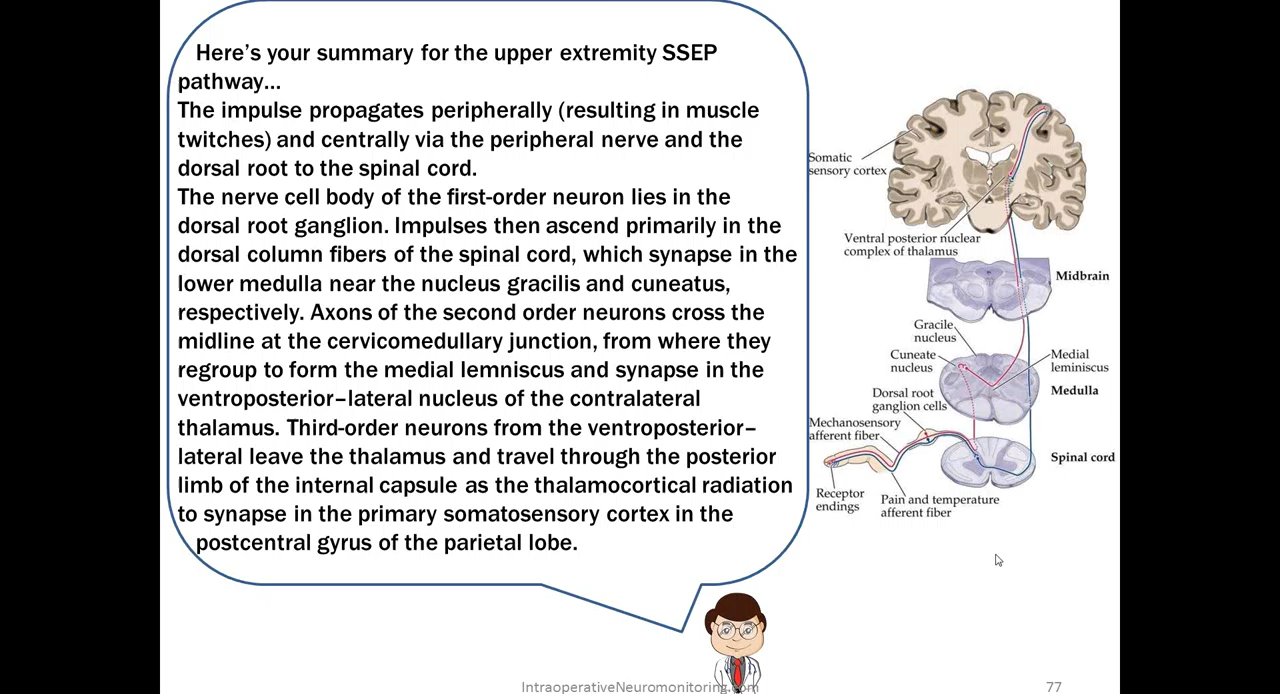 Here's your summary for the upper extremity SSEP
pathway...
The impulse propagates peripherally (resulting in muscle
twitches) and centrally via the peripheral nerve and the
dorsal root to the spinal cord.
The nerve cell body of the first-order neuron lies in the
dorsal root ganglion. Impulses then ascend primarily in the
dorsal column fibers of the spinal cord, which synapse in the
lower medulla near the nucleus gracilis and cuneatus,
respectively. Axons of the second order neurons cross the
midline at the cervicomedullary junction, from where they
regroup to form the medial lemniscus and synapse in the
ventroposterior–lateral nucleus of the contralateral
thalamus. Third-order neurons from the ventroposterior–
lateral leave the thalamus and travel through the posterior
limb of the internal capsule as the thalamocortical radiation
to synapse in the primary somatosensory cortex in the
postcentral gyrus of the parietal lobe.
Somatic
sensory cortex
Ventral posterior nuclear
complex of thalamus
Midbrain
Gracile
nucleus
Cuneate
nucleus
Medial
leminiscus
Medulla
Dorsal root
ganglion cells
Mechanosensory
afferent fiber
Spinal cord
Receptor
endings
Pain and temperature
afferent fiber
IntraoperativeNeuromonitoring.com
77